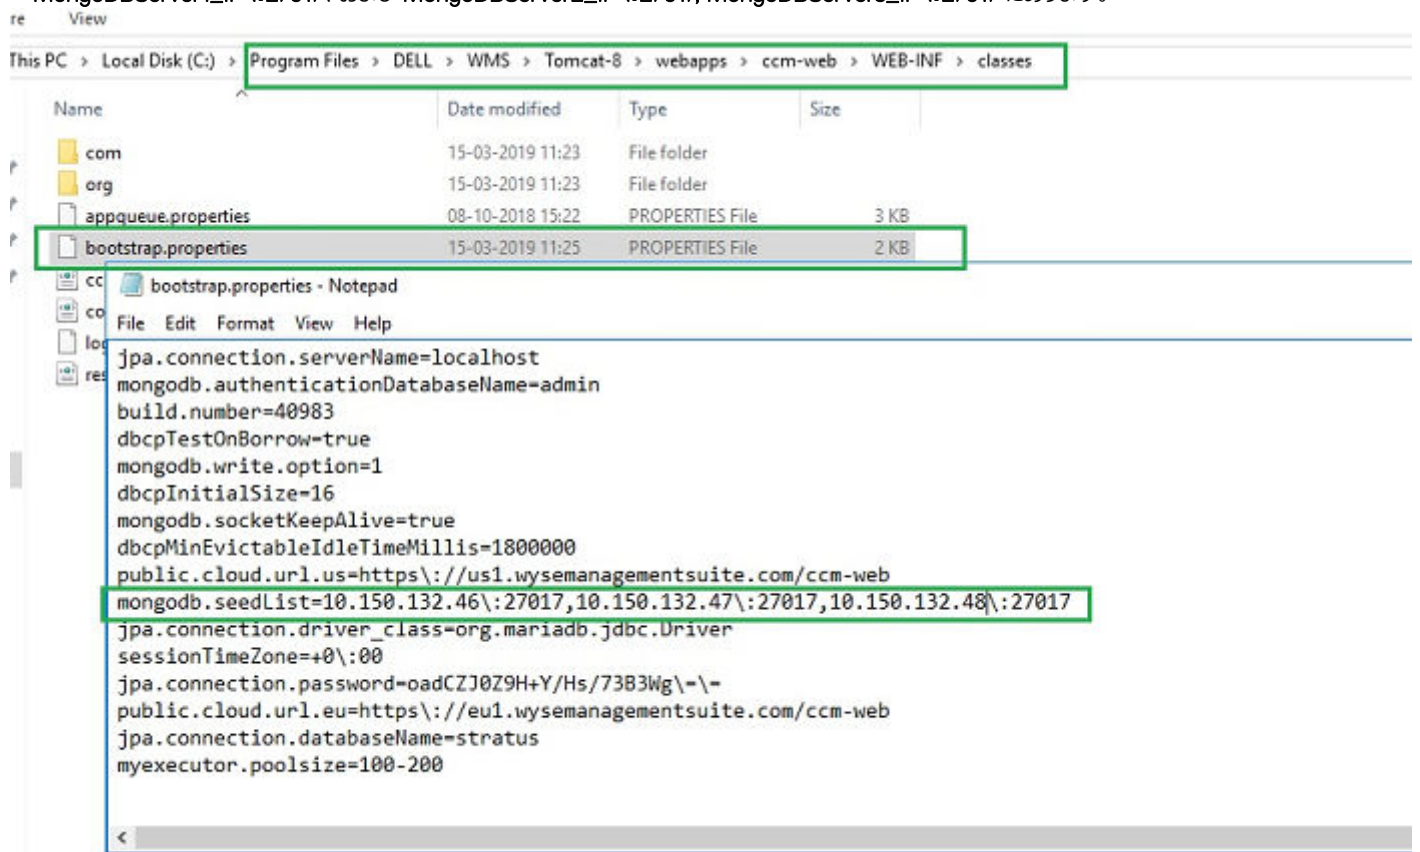 re View
This PC > Local Disk (C:) > Program Files > DELL > WMS > Tomcat-8 > webapps > ccm-web > WEB-INF > classes
Name Date modified Type Size
com 15-03-2019 11:23 File folder
org 15-03-2019 11:23 File folder
appqueue.properties 08-10-2018 15:22 PROPERTIES File 3 KB
bootstrap.properties 15-03-2019 11:25 PROPERTIES File 2 KB
cc
bootstrap.properties - Notepad
co
File Edit Format View Help
log
jpa.connection.serverName=localhost
res
mongodb.authenticationDatabaseName=admin
build.number=40983
dbcpTestOnBorrow=true
mongodb.write.option=1
dbcpInitialSize=16
mongodb.socketKeepAlive=true
dbcpMinEvictableIdleTimeMillis=1800000
public.cloud.url.us=https\://us1.wysemanagementsuite.com/ccm-web
mongodb.seedList=10.150.132.46\:27017,10.150.132.47\:27017,10.150.132.48\:27017
jpa.connection.driver_class=org.mariadb.jdbc.Driver
sessionTimeZone=+0\:00
jpa.connection.password=oadCZJ0Z9H+Y/Hs/73B3Wg\=\=
public.cloud.url.eu=https\://eu1.wysemanagementsuite.com/ccm-web
jpa.connection.databaseName=stratus
myexecutor.poolsize=100-200